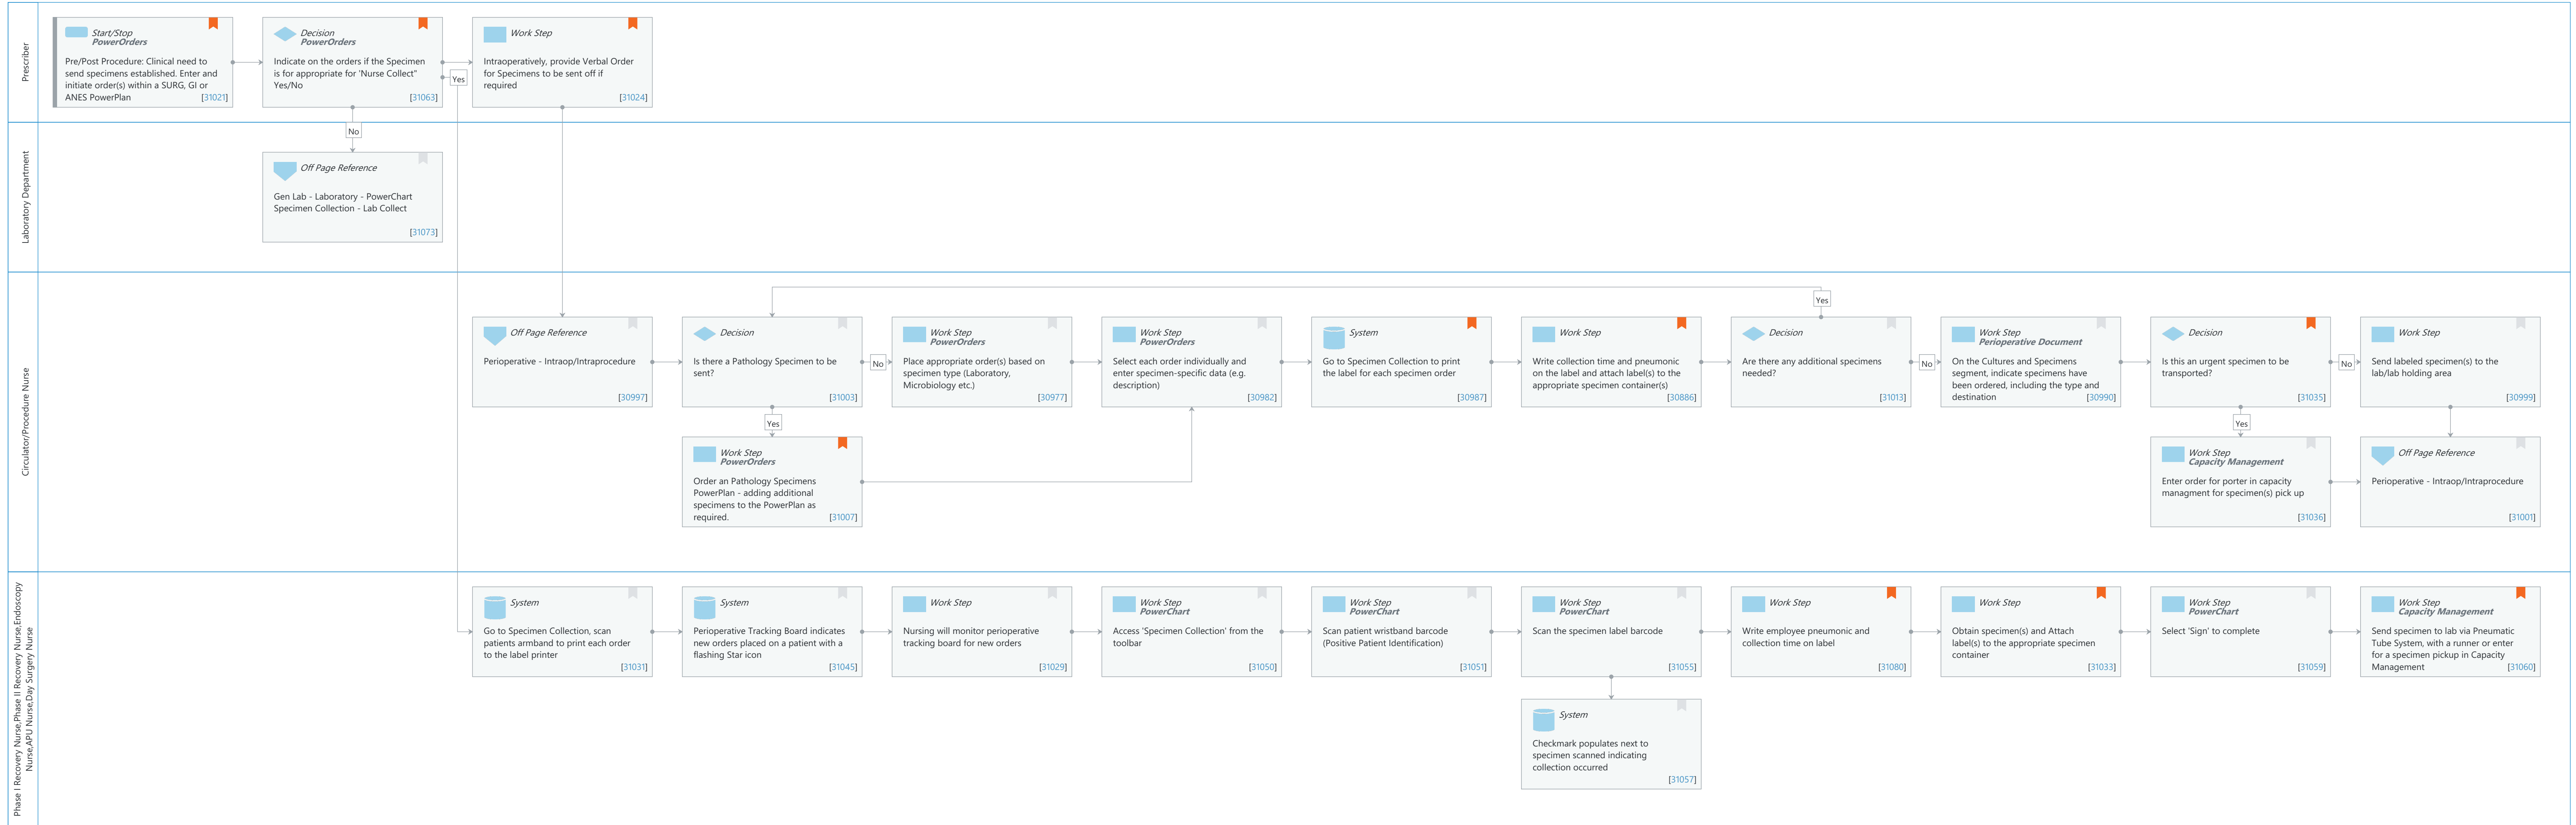 Prescriber
Start/Stop
PowerOrders
Pre/Post Procedure: Clinical need to
send specimens established. Enter and
initiate order(s) within a SURG, GI or
ANES PowerPlan
[31021]
Decision
PowerOrders
Indicate on the orders if the Specimen
is for appropriate for 'Nurse Collect"
Yes/No
[31063]
Yes
Work Step
Intraoperatively, provide Verbal Order
for Specimens to be sent off if
required
[31024]
No
Laboratory Department
Off Page Reference
Gen Lab - Laboratory - PowerChart
Specimen Collection - Lab Collect
[31073]
Circulator/Procedure Nurse
Yes
Off Page Reference
Perioperative - Intraop/Intraprocedure
[30997]
Decision
Is there a Pathology Specimen to be
sent?
[31003]
No
Work Step
PowerOrders
Place appropriate order(s) based on
specimen type (Laboratory,
Microbiology etc.)
[30977]
Work Step
PowerOrders
Select each order individually and
enter specimen-specific data (e.g.
description)
[30982]
System
Go to Specimen Collection to print
the label for each specimen order
[30987]
Work Step
Write collection time and pneumonic
on the label and attach label(s) to the
appropriate specimen container(s)
[30886]
Decision
Are there any additional specimens
needed?
[31013]
No
Work Step
Perioperative Document
On the Cultures and Specimens
segment, indicate specimens have
been ordered, including the type and
destination
[30990]
Decision
Is this an urgent specimen to be
transported?
[31035]
No
Work Step
Send labeled specimen(s) to the
lab/lab holding area
[30999]
Yes
Work Step
PowerOrders
Order an Pathology Specimens
PowerPlan - adding additional
specimens to the PowerPlan as
required.
[31007]
Yes
Work Step
Capacity Management
Enter order for porter in capacity
managment for specimen(s) pick up
[31036]
Off Page Reference
Perioperative - Intraop/Intraprocedure
[31001]
Phase I Recovery Nurse,Phase II Recovery Nurse,Endoscopy
Nurse,APU Nurse,Day Surgery Nurse
System
Go to Specimen Collection, scan
patients armband to print each order
to the label printer
[31031]
System
Perioperative Tracking Board indicates
new orders placed on a patient with a
flashing Star icon
[31045]
Work Step
Nursing will monitor perioperative
tracking board for new orders
[31029]
Work Step
PowerChart
Access 'Specimen Collection' from the
toolbar
[31050]
Work Step
PowerChart
Scan patient wristband barcode
(Positive Patient Identification)
[31051]
Work Step
PowerChart
Scan the specimen label barcode
[31055]
Work Step
Write employee pneumonic and
collection time on label
[31080]
Work Step
Obtain specimen(s) and Attach
label(s) to the appropriate specimen
container
[31033]
Work Step
PowerChart
Select 'Sign' to complete
[31059]
Work Step
Capacity Management
Send specimen to lab via Pneumatic
Tube System, with a runner or enter
for a specimen pickup in Capacity
Management
[31060]
System
Checkmark populates next to
specimen scanned indicating
collection occurred
[31057]